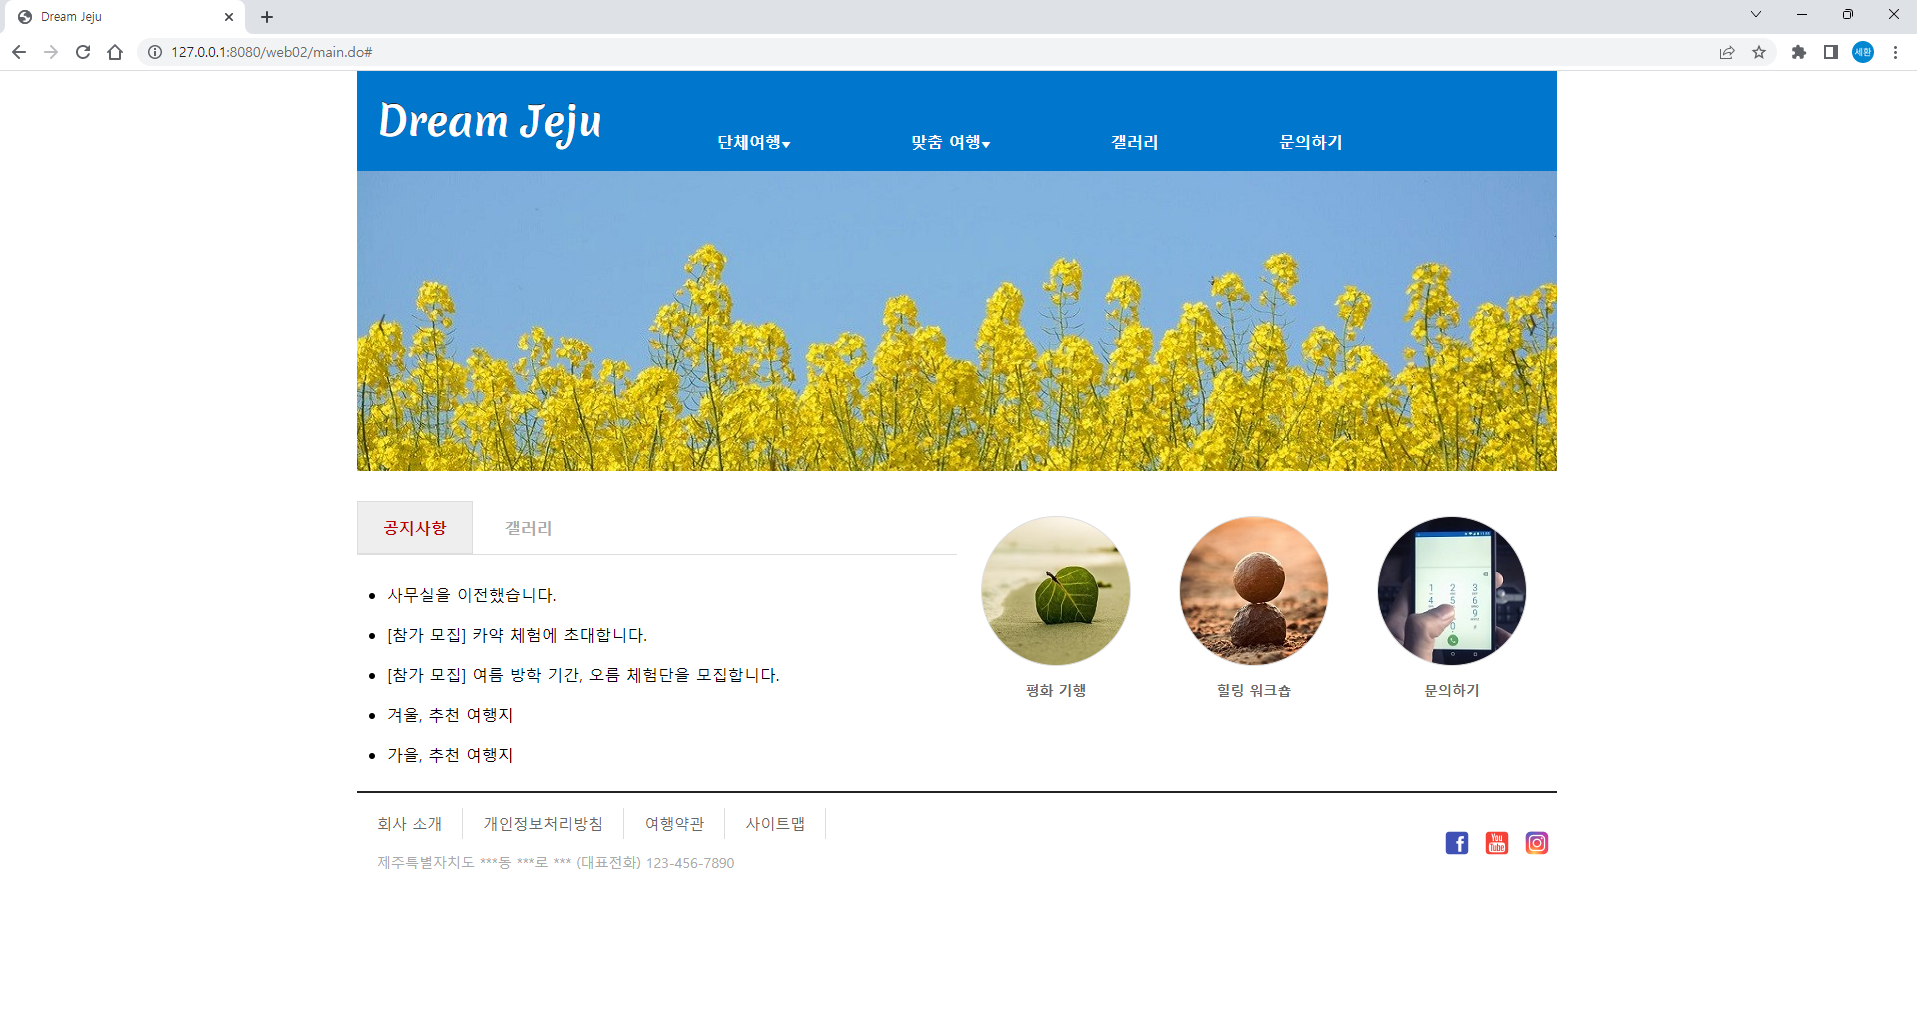 Dream Jeju
127.0.0.1:8080/web02/main.do#
세환
Dream Jeju
단체여행▾ 맞춤 여행▾ 갤러리 문의하기
공지사항 갤러리
사무실을 이전했습니다.
[참가 모집] 카약 체험에 초대합니다.
[참가 모집] 여름 방학 기간, 오름 체험단을 모집합니다.
겨울, 추천 여행지
가을, 추천 여행지
평화 기행 힐링 워크숍 문의하기
회사 소개 개인정보처리방침 여행약관 사이트맵
제주특별자치도 ***동 ***로 *** (대표전화) 123-456-7890
You
Tube